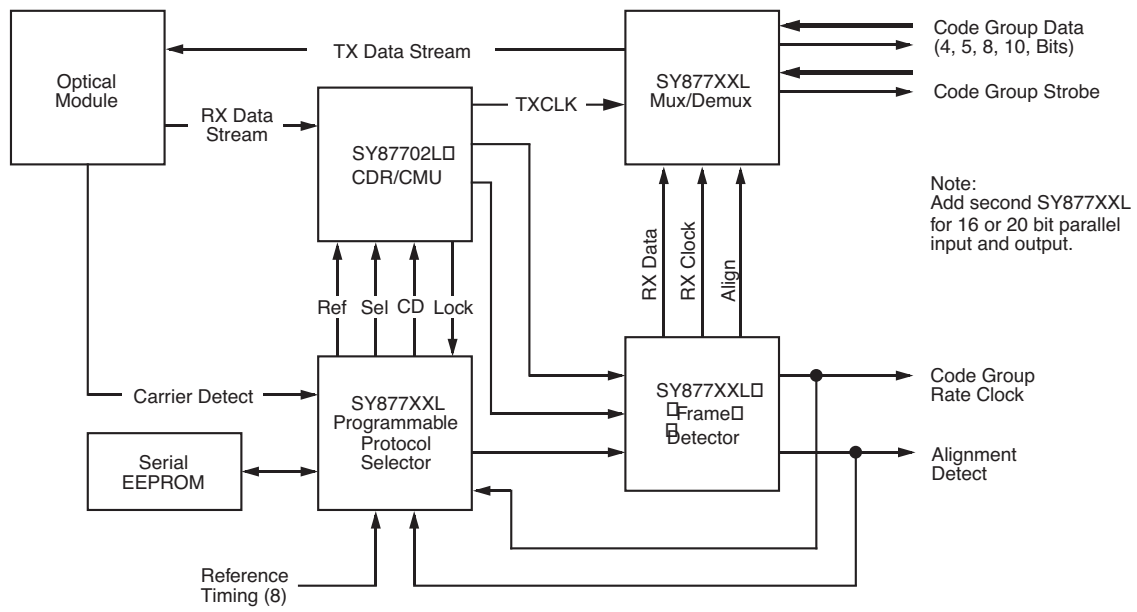 Optical
Module
TX Data Stream
SY877XXL
Mux/Demux
Code Group Data
(4, 5, 8, 10, Bits)
Code Group Strobe
RX Data
Stream
TXCLK
SY87702L□
CDR/CMU
Note:
Add second SY877XXL
for 16 or 20 bit parallel
input and output.
RX Data
RX Clock
Align
Ref
Sel
CD
Lock
Carrier Detect
SY877XXL
Programmable
Protocol
Selector
SY877XXL□
□Frame□
□Detector
Code Group
Rate Clock
Alignment
Detect
Serial
EEPROM
Reference
Timing (8)